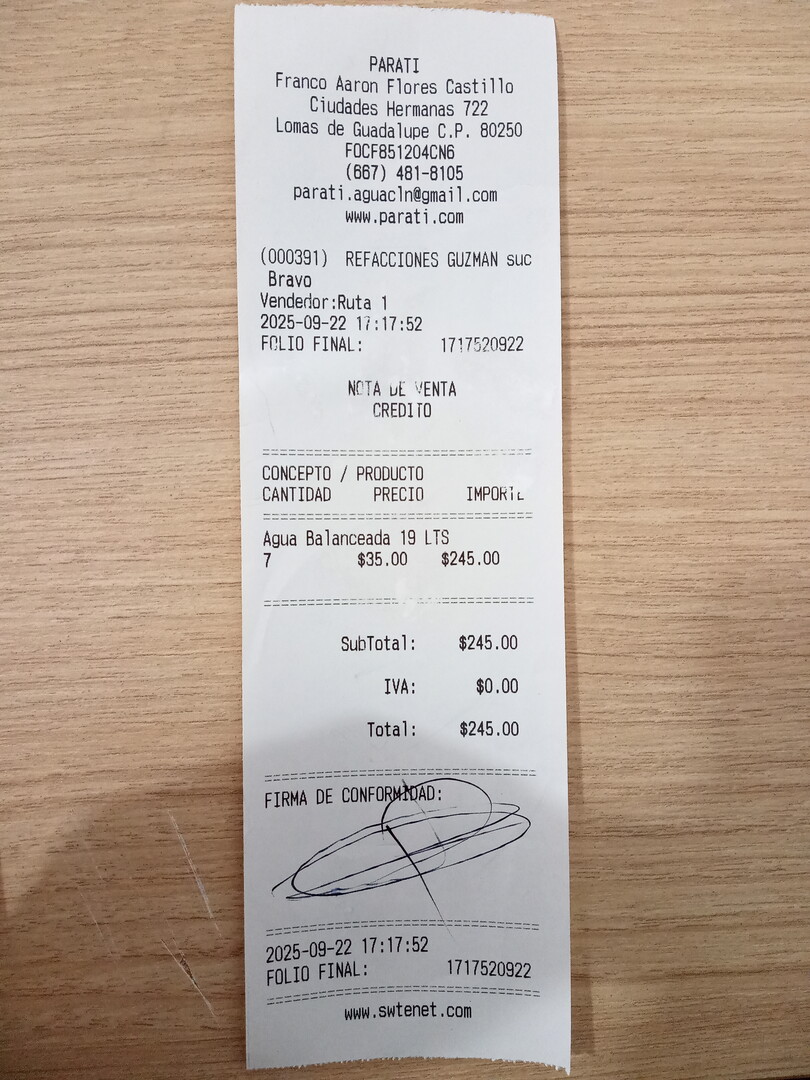 PARATI
Franco Aaron Flores Castillo
Ciudades Hermanas 722
Lomas de Guadalupe C.P. 80250
FOCF851204CN6
(667) 481-8105
parati.aguacln@gmail.com
www.parati.com
(000391) REFACCIONES GUZMAN suc
Bravo
Vendedor:Ruta 1
2025-09-22 17:17:52
FOLIO FINAL: 1717520922
NOTA DE VENTA
CREDITO
CONCEPTO / PRODUCTO
CANTIDAD PRECIO IMPORTE
Agua Balanceada 19 LTS
7 $35.00 $245.00
SubTotal: $245.00
IVA: $0.00
Total: $245.00
FIRMA DE CONFORMIDAD:
2025-09-22 17:17:52
FOLIO FINAL: 1717520922
www.swtenet.com